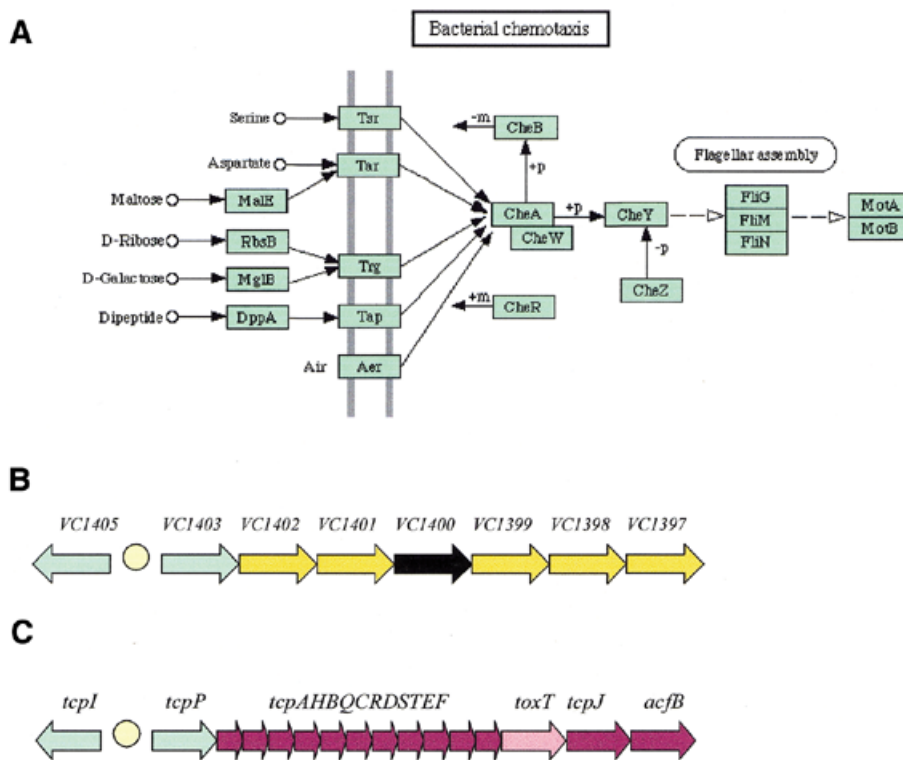 A
Bacterial chemotaxis
Serine
Tsr
-m
CheB
Aspartate
Tar
+p
Flagellar assembly
Maltose
MalE
CheA
+p
CheY
FliG
FliM
FliN
MotA
MotB
CheW
D-Ribose
RbsB
Trg
-p
D-Galactose
MglB
CheZ
+m
CheR
Dipeptide
DppA
Tap
Air
Aer
B
VC1405 VC1403 VC1402 VC1401 VC1400 VC1399 VC1398 VC1397
C
tcpI tcpP tcpAHBQCRDSTEF toxT tcpJ acfB